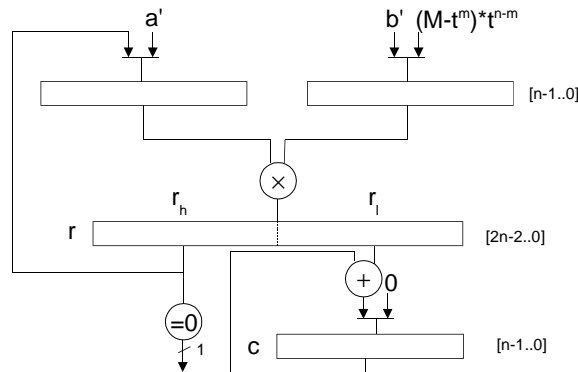 a' b' (M-t^m)*t^{n-m}
[n-1..0]
×
r_h r_l
r [2n-2..0]
+ 0
=0
1
c [n-1..0]